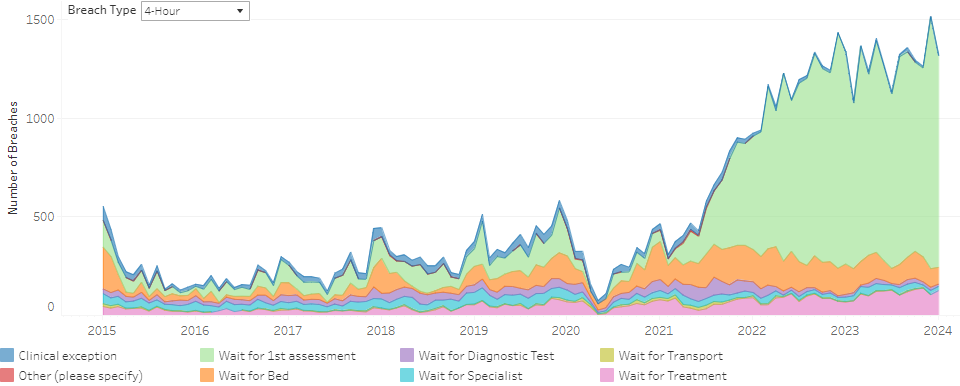 Breach Type 4-Hour
1500
1000
500
0
Number of Breaches
2015 2016 2017 2018 2019 2020 2021 2022 2023 2024
Clinical exception Wait for 1st assessment Wait for Diagnostic Test Wait for Transport
Other (please specify) Wait for Bed Wait for Specialist Wait for Treatment